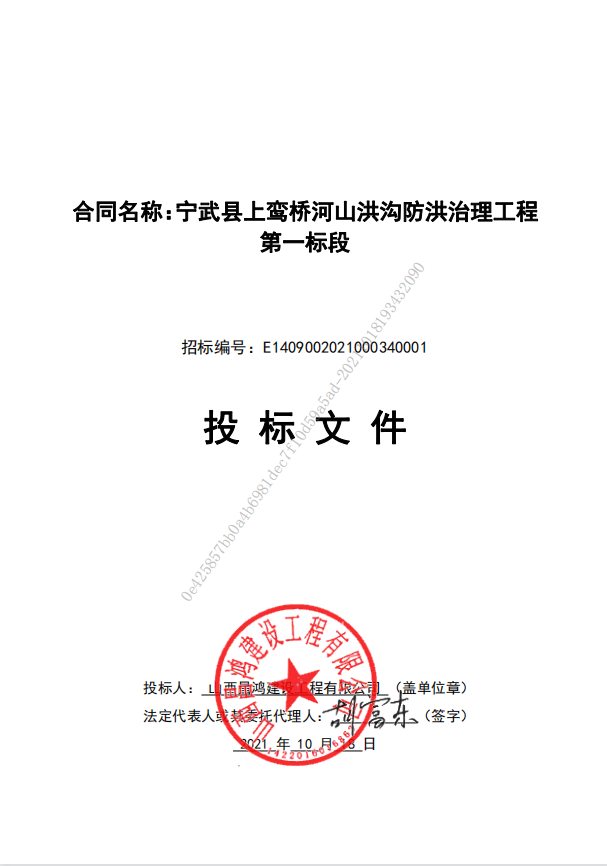 合同名称：宁武县上鸾桥河山洪沟防洪治理工程
第一标段
招标编号：E1409002021000340001
投标文件
投标人：山西晶鸿建设工程有限公司（盖单位章）
法定代表人或其委托代理人：（签字）
2021 年 10 月 18 日